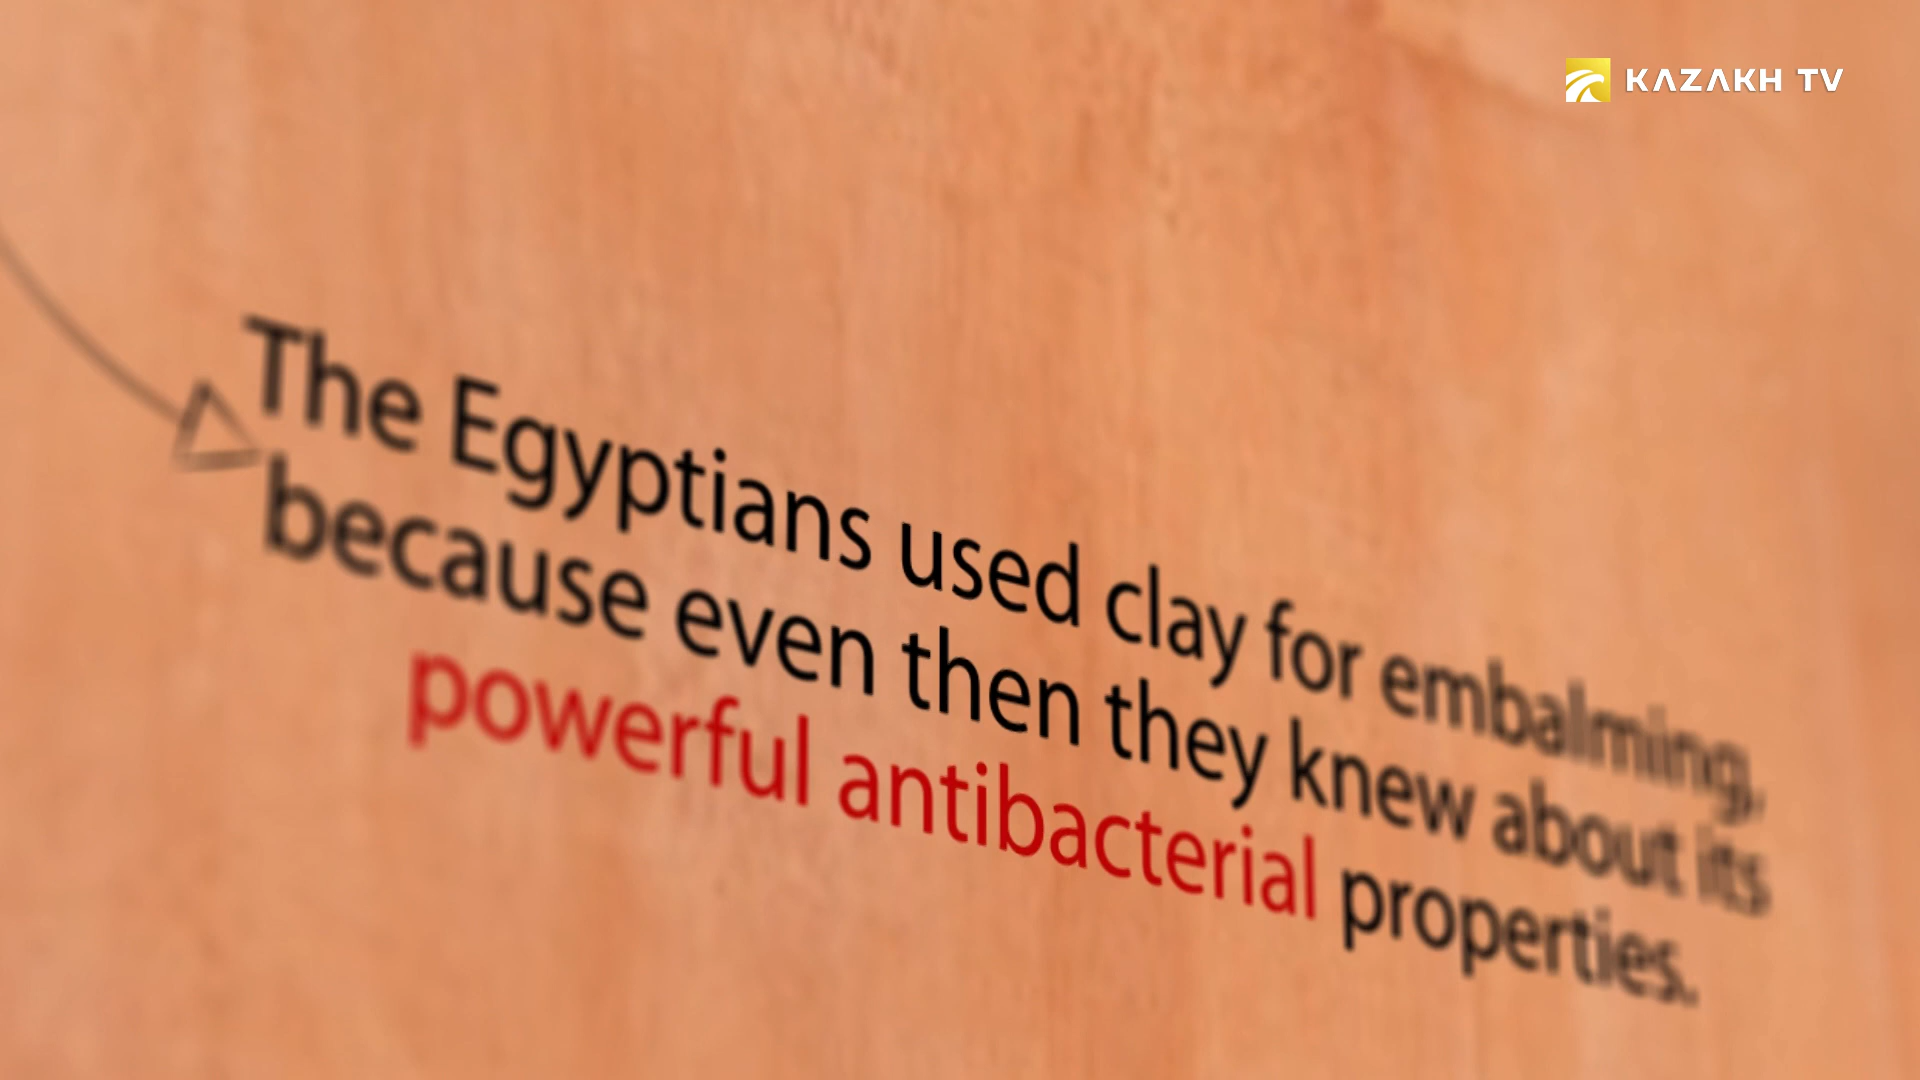 KAZAKH TV
The Egyptians used clay for embalming,
because even then they knew about its
powerful antibacterial properties.